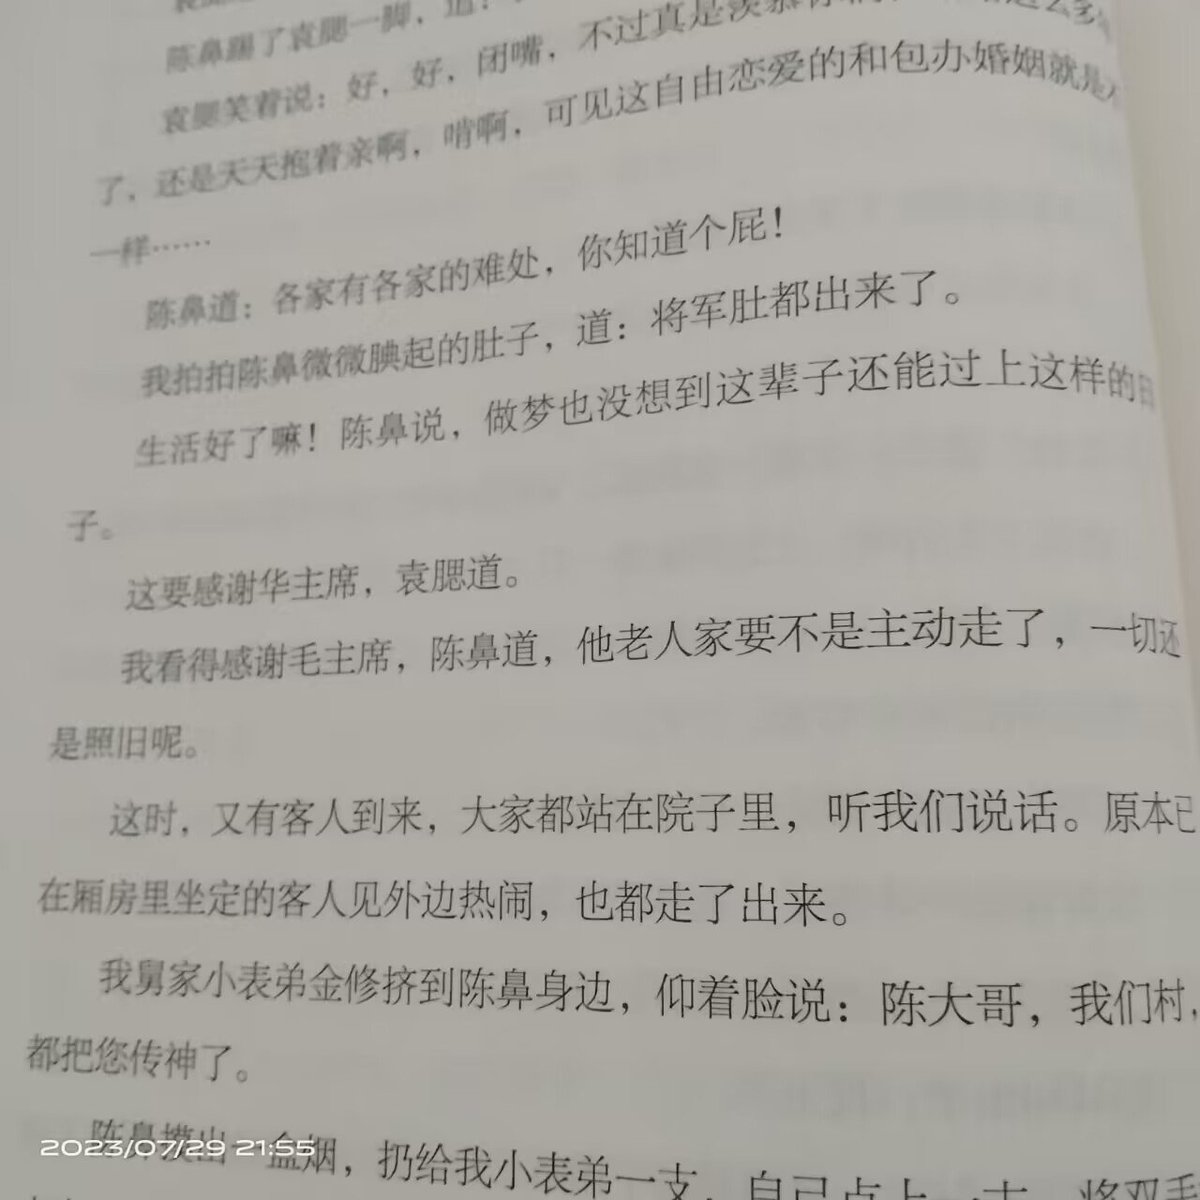 陈鼻踢了袁腮一脚，道：
袁腮笑着说：好，好，闭嘴，不过真是羡慕你
了，还是天天抱着亲啊，啃啊，可见这自由恋爱的和包办婚姻就是不
一样……
陈鼻道：各家有各家的难处，你知道个屁！
我拍拍陈鼻微微腆起的肚子，道：将军肚都出来了。
生活好了嘛！陈鼻说，做梦也没想到这辈子还能过上这样的日
子。
这要感谢华主席，袁腮道。
我看得感谢毛主席，陈鼻道，他老人家要不是主动走了，一切还
是照旧呢。
这时，又有客人到来，大家都站在院子里，听我们说话。原本已
在厢房里坐定的客人见外边热闹，也都走了出来。
我舅家小表弟金修挤到陈鼻身边，仰着脸说：陈大哥，我们村，
都把您传神了。
陈鼻摸出一盒烟，扔给我小表弟一支，自己点上一支，将双手
2023/07/29 21:55